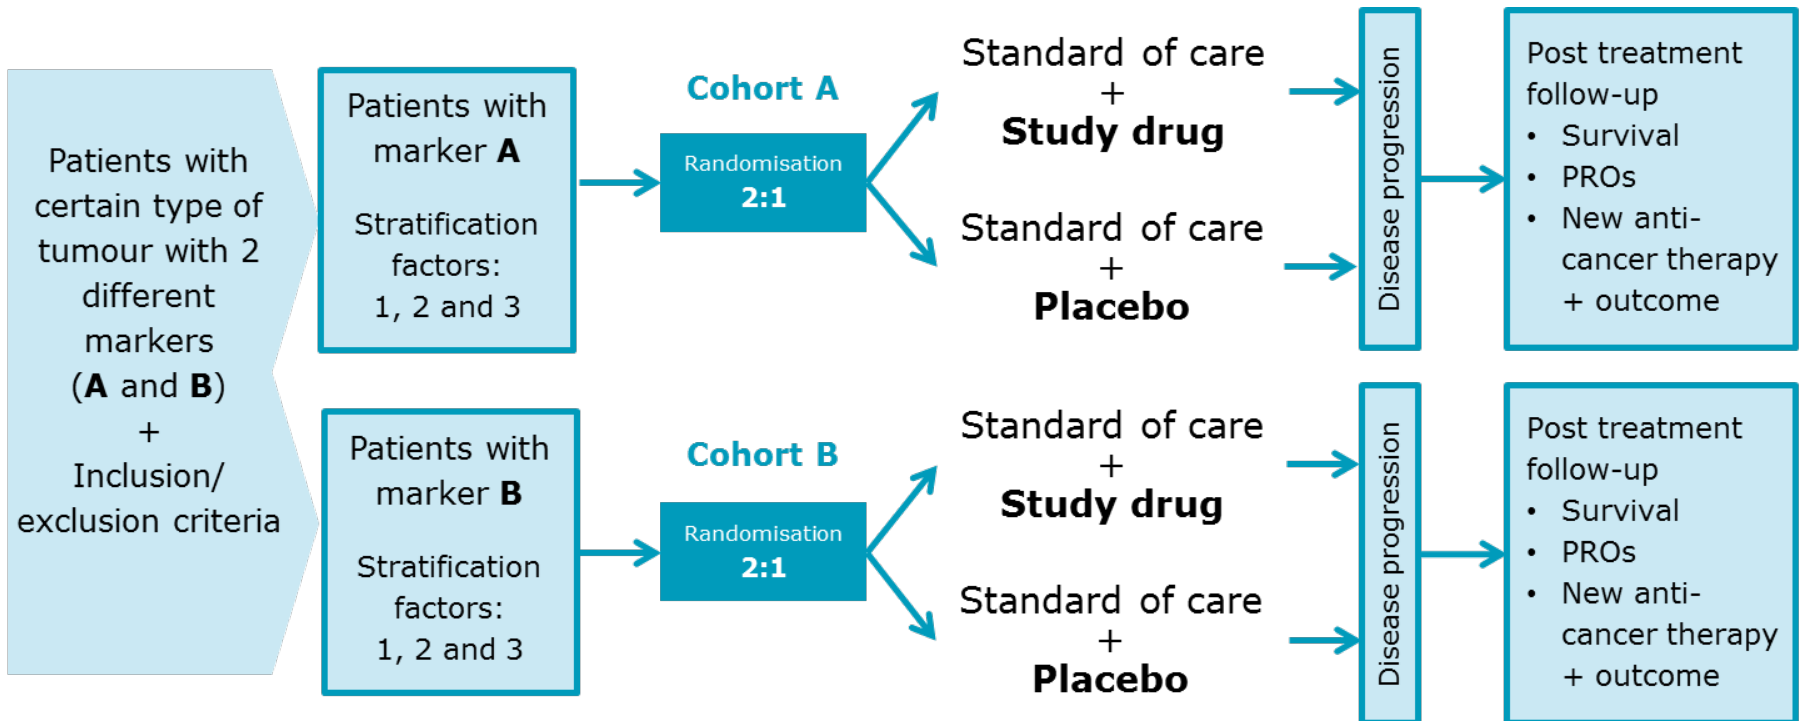 Patients with
certain type of
tumour with 2
different
markers
(A and B)
+
Inclusion/
exclusion criteria
Patients with
marker A
Stratification
factors:
1, 2 and 3
Cohort A
Randomisation
2:1
Standard of care
+
Study drug
Standard of care
+
Placebo
Disease progression
Post treatment
follow-up
• Survival
• PROs
• New anti-
cancer therapy
+ outcome
Patients with
marker B
Stratification
factors:
1, 2 and 3
Cohort B
Randomisation
2:1
Standard of care
+
Study drug
Standard of care
+
Placebo
Disease progression
Post treatment
follow-up
• Survival
• PROs
• New anti-
cancer therapy
+ outcome